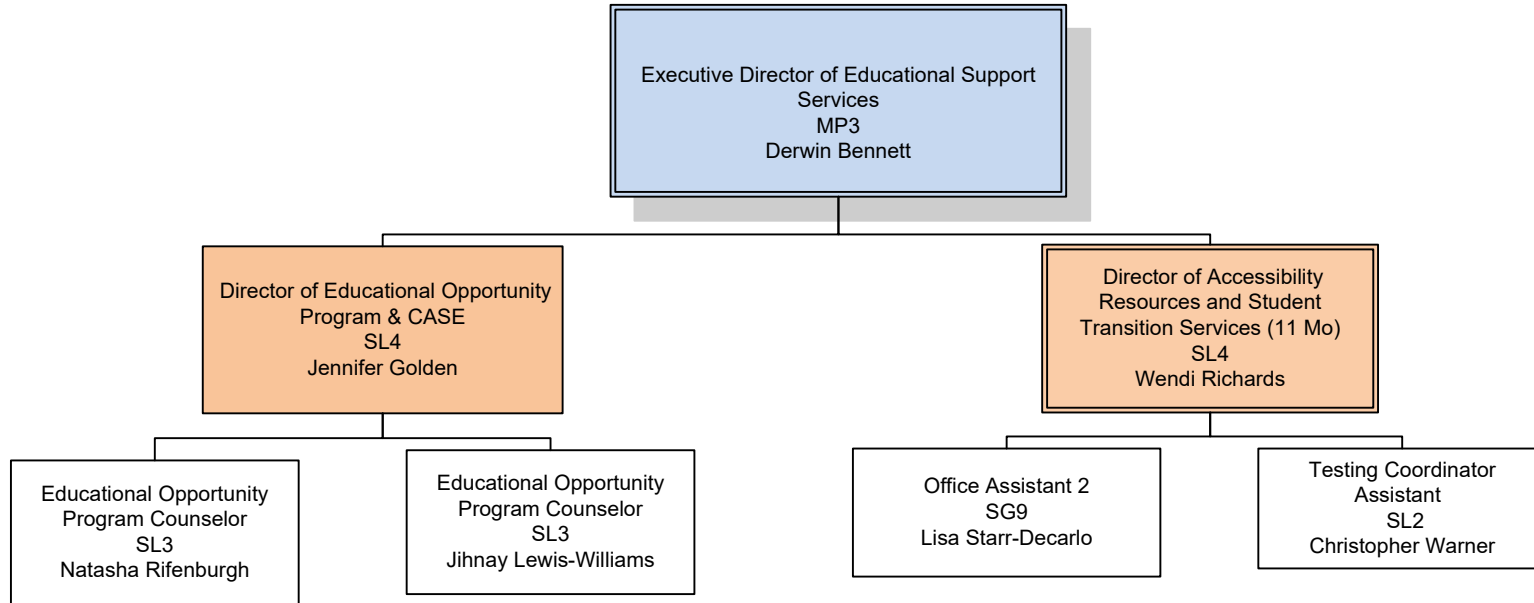 Executive Director of Educational Support
Services
MP3
Derwin Bennett
Director of Educational Opportunity
Program & CASE
SL4
Jennifer Golden
Director of Accessibility
Resources and Student
Transition Services (11 Mo)
SL4
Wendi Richards
Educational Opportunity
Program Counselor
SL3
Natasha Rifenburgh
Educational Opportunity
Program Counselor
SL3
Jihnay Lewis-Williams
Office Assistant 2
SG9
Lisa Starr-Decarlo
Testing Coordinator
Assistant
SL2
Christopher Warner